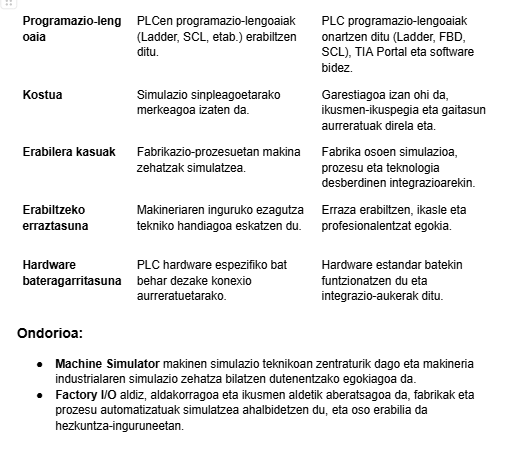 Programazio-leng
oaia
PLCen programazio-lengoaiak
(Ladder, SCL, etab.) erabiltzen
ditu.
PLC programazio-lengoaiak
onartzen ditu (Ladder, FBD,
SCL), TIA Portal eta software
bidez.
Kostua
Simulazio sinpleagoetarako
merkeagoa izaten da.
Garestiagoa izan ohi da,
ikusmen-ikuspegia eta gaitasun
aurreratuak direla eta.
Erabilera kasuak
Fabrikazio-prozesuetan makina
zehatzak simulatzea.
Fabrika osoen simulazioa,
prozesu eta teknologia
desberdinen integrazioarekin.
Erabiltzeko
erraztasuna
Makineriaren inguruko ezagutza
tekniko handiagoa eskatzen du.
Erraza erabiltzen, ikasle eta
profesionalentzat egokia.
Hardware
bateragarritasuna
PLC hardware espezifiko bat
behar dezake konexio
aurreratuetarako.
Hardware estandar batekin
funtzionatzen du eta
integrazio-aukerak ditu.
Ondorioa:
● Machine Simulator makinen simulazio teknikoan zentraturik dago eta makineria
industrialaren simulazio zehatza bilatzen dutenentzako egokiagoa da.
● Factory I/O aldiz, aldakorragoa eta ikusmen aldetik aberatsagoa da, fabrikak eta
prozesu automatizatuak simulatzea ahalbidetzen du, eta oso erabilia da
hezkuntza-inguruneetan.